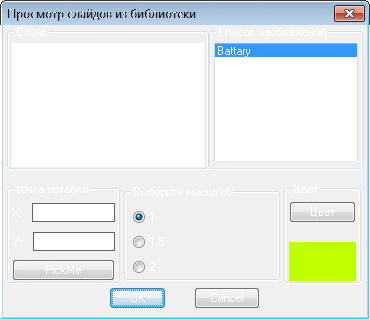 Просмотр слайдов из библиотеки
Слайд
Список изображений
Battary
точка вставки
X:
Y:
PickMe
Выберите масштаб
1
1.5
2
Цвет
Цвет
OK
Cancel